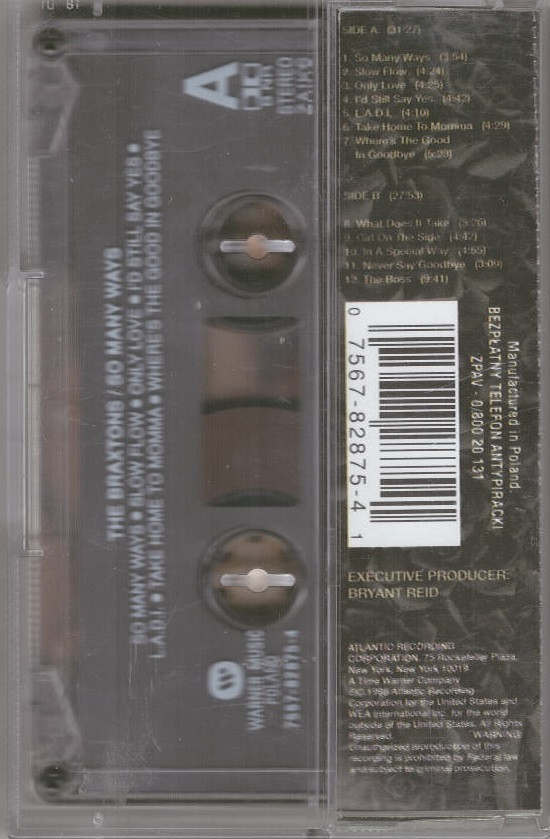 SIDE A (31:27)
1. So Many Ways (3:54)
2. Slow Flow (4:24)
3. Only Love (4:25)
4. I'd Still Say Yes (4:42)
5. L.A.D.I. (4:10)
6. Take Home To Momma (4:29)
7. Where's The Good
In Goodbye (5:23)
SIDE B (27:53)
8. What Does It Take (5:26)
9. Girl On The Side (4:42)
10. In A Special Way (4:55)
11. Never Say Goodbye (3:09)
12. The Boss (9:41)
Manufactured in Poland.
BEZPŁATNY TELEFON ANTYPIRACKI
ZPAV - 0/800 20 131
0 7567-82875-4 1
EXECUTIVE PRODUCER:
BRYANT REID
ATLANTIC RECORDING
CORPORATION, 75 Rockefeller Plaza,
New York, New York 10019.
A Time Warner Company
℗© 1996 Atlantic Recording
Corporation for the United States and
WEA International Inc. for the world
outside of the United States. All Rights
Reserved. WARNING:
Unauthorized reproduction of this
recording is prohibited by Federal law
and subject to criminal prosecution.
A
STEREO
THE BRAXTONS / SO MANY WAYS
SO MANY WAYS ● SLOW FLOW ● ONLY LOVE ● I'D STILL SAY YES ●
L.A.D.I. ● TAKE HOME TO MOMMA ● WHERE'S THE GOOD IN GOODBYE
WARNER MUSIC
POLAND
7567-82875-4